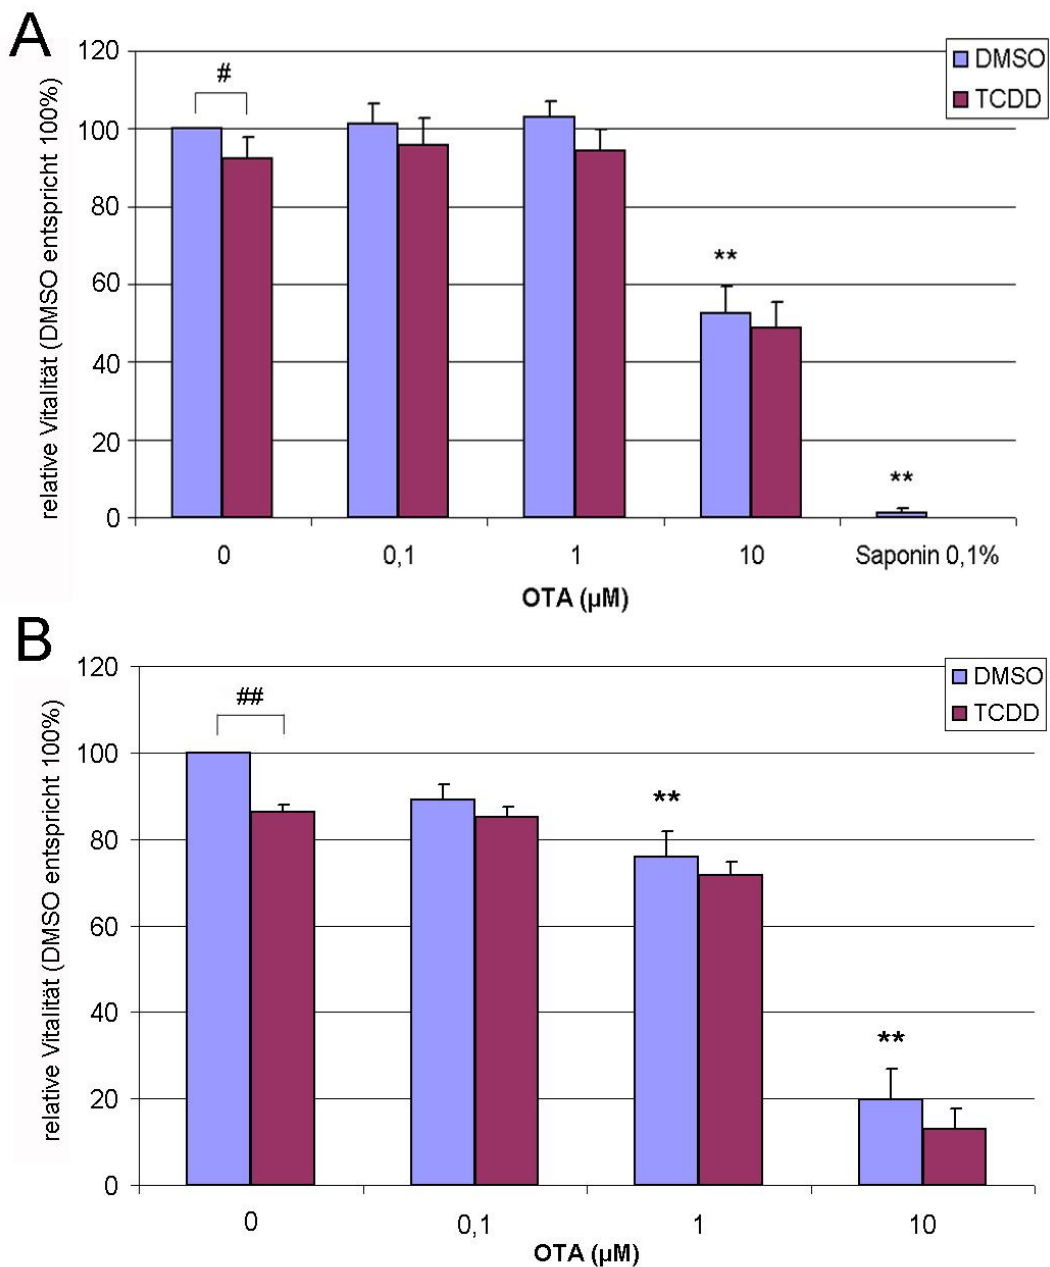 A
relative Vitalität (DMSO entspricht 100%)
120
100
80
60
40
20
0
#
**
**
DMSO
TCDD
0
0,1
1
10
Saponin 0,1%
OTA (µM)
B
relative Vitalität (DMSO entspricht 100%)
120
100
80
60
40
20
0
##
**
**
DMSO
TCDD
0
0,1
1
10
OTA (µM)